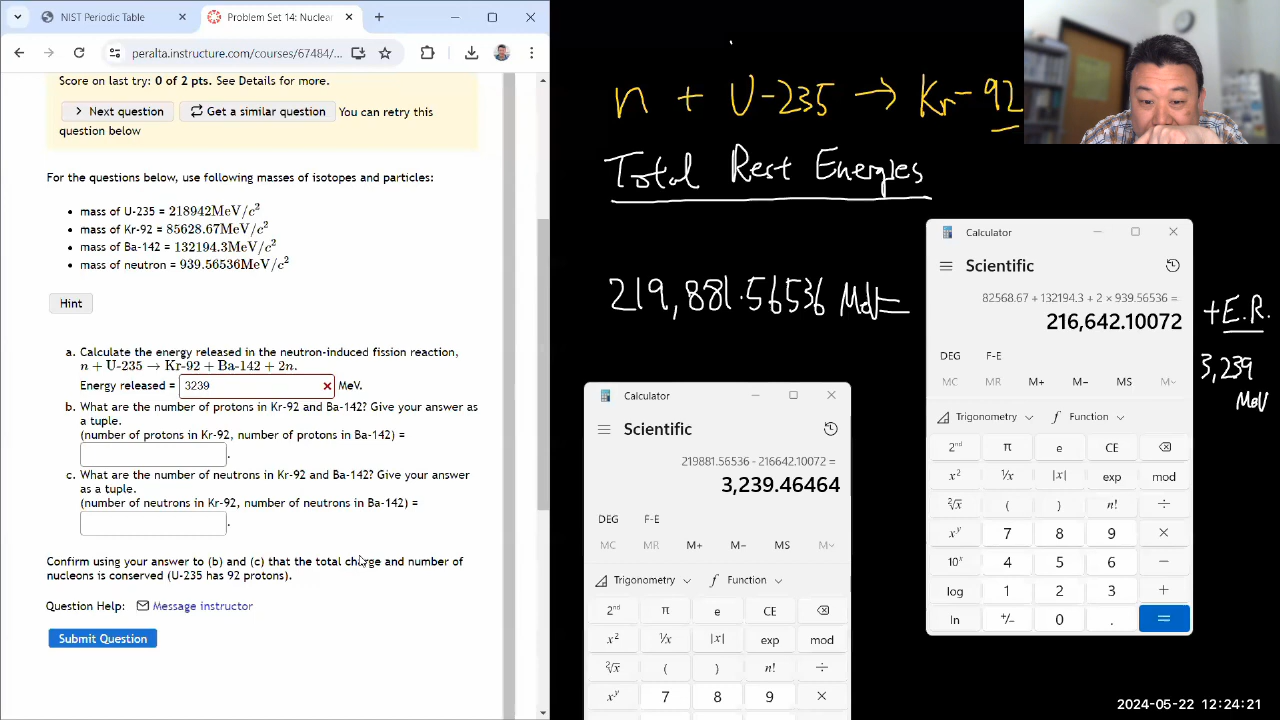 NIST Periodic Ta
Problem Set 14: Nuclear
peralta.instructure.com/courses/67484/
Score on last try: 0 of 2 pts. See Details for more.
> Next question
Get a similar question
You can retry this
question below
For the questions below, use following masses of isotopes and particles:
• mass of U-235 = 218942MeV/c²
• mass of Kr-92 = 85628.67MeV/c²
• mass of Ba-142 = 132194.3MeV/c²
• mass of neutron = 939.56536MeV/c²
Hint
a. Calculate the energy released in the neutron-induced fission reaction,
n + U-235 → Kr-92 + Ba-142 + 2n.
Energy released = 3239 MeV.
b. What are the number of protons in Kr-92 and Ba-142? Give your answer as
a tuple.
(number of protons in Kr-92, number of protons in Ba-142) =
.
c. What are the number of neutrons in Kr-92 and Ba-142? Give your answer
as a tuple.
(number of neutrons in Kr-92, number of neutrons in Ba-142) =
.
Confirm using your answer to (b) and (c) that the total charge and number of
nucleons is conserved (U-235 has 92 protons).
Question Help: Message instructor
Submit Question
n + U-235 → Kr-92
Total Rest Energies
219,881.56536 MeV=
+E.R.
3,239
MeV
Calculator
Scientific
82568.67 + 132194.3 + 2 × 939.56536 =
216,642.10072
DEG F-E
MC MR M+ M− MS M˅
Trigonometry Function
2ⁿᵈ π e CE
x² ¹/x |x| exp mod
²√x ( ) n! ÷
xʸ 7 8 9 ×
10ˣ 4 5 6 −
log 1 2 3 +
ln +/− 0 . =
Calculator
Scientific
219881.56536 - 216642.10072 =
3,239.46464
DEG F-E
MC MR M+ M− MS M˅
Trigonometry Function
2ⁿᵈ π e CE
x² ¹/x |x| exp mod
²√x ( ) n! ÷
xʸ 7 8 9 ×
2024-05-22 12:24:21